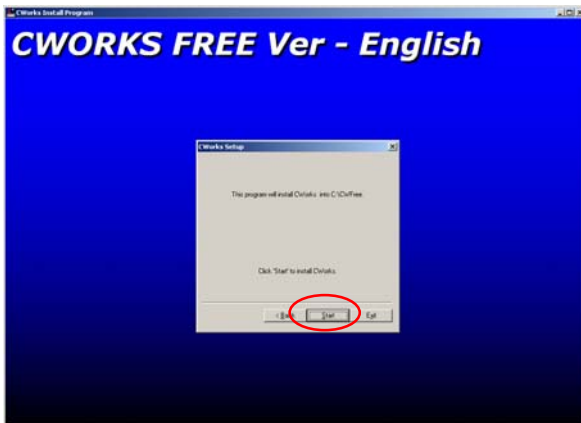 CWorks Install Program
CWORKS FREE Ver - English
CWorks Setup
This program will install CWorks into C:\CWFree
Click 'Start' to install CWorks.
< Back
Start
Exit